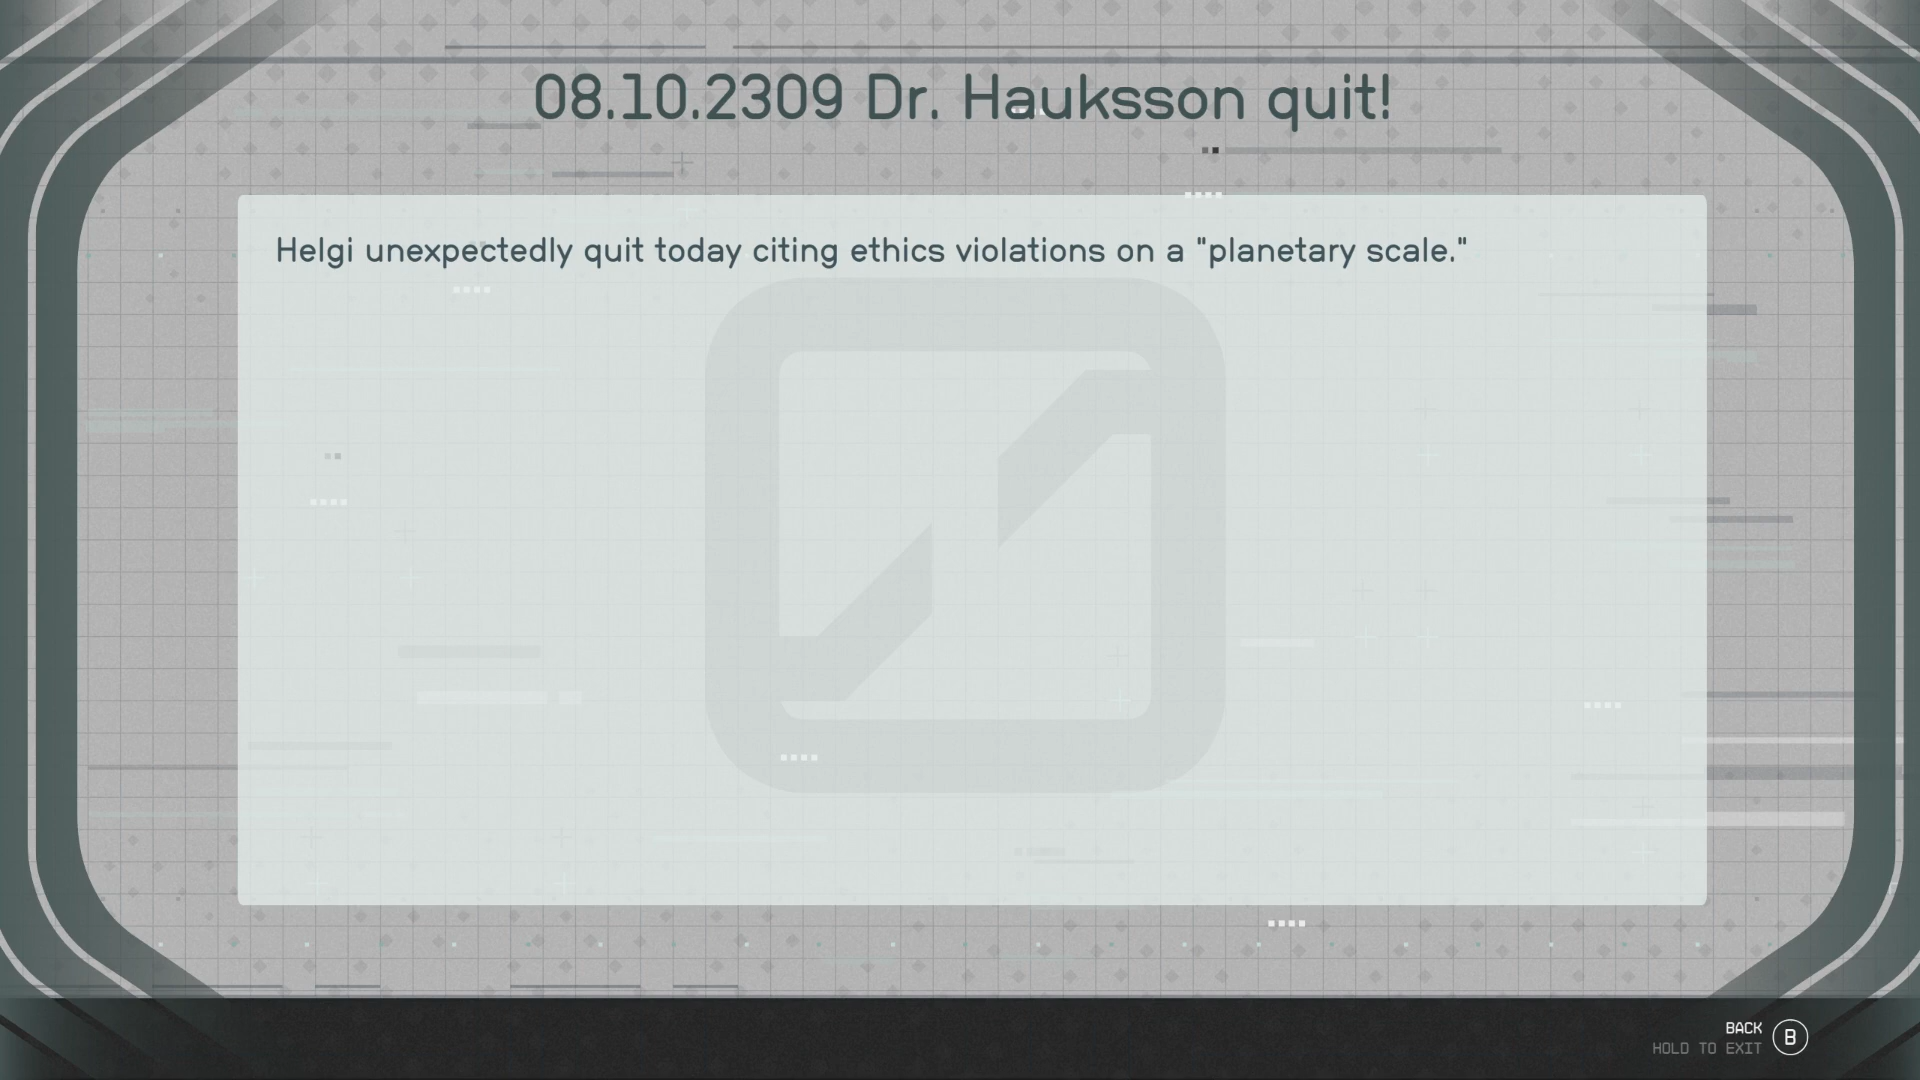 08.10.2309 Dr. Hauksson quit!
Helgi unexpectedly quit today citing ethics violations on a "planetary scale."
BACK
HOLD TO EXIT
B